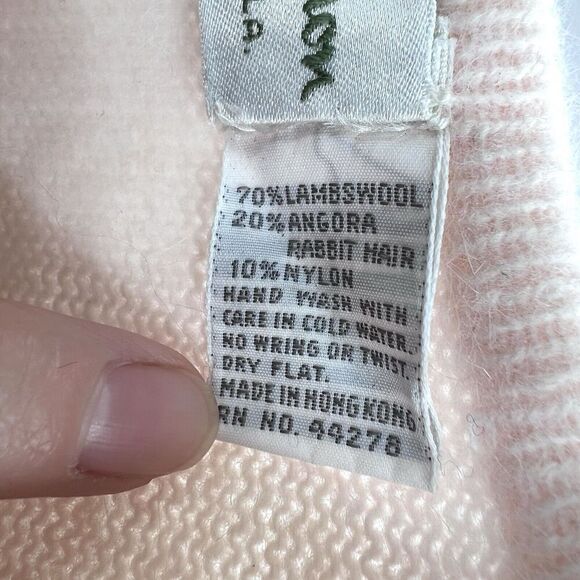 L.A.
70% LAMBSWOOL
20% ANGORA
RABBIT HAIR
10% NYLON
HAND WASH WITH
CARE IN COLD WATER.
NO WRING OR TWIST.
DRY FLAT.
MADE IN HONG KONG
RN NO. 44278